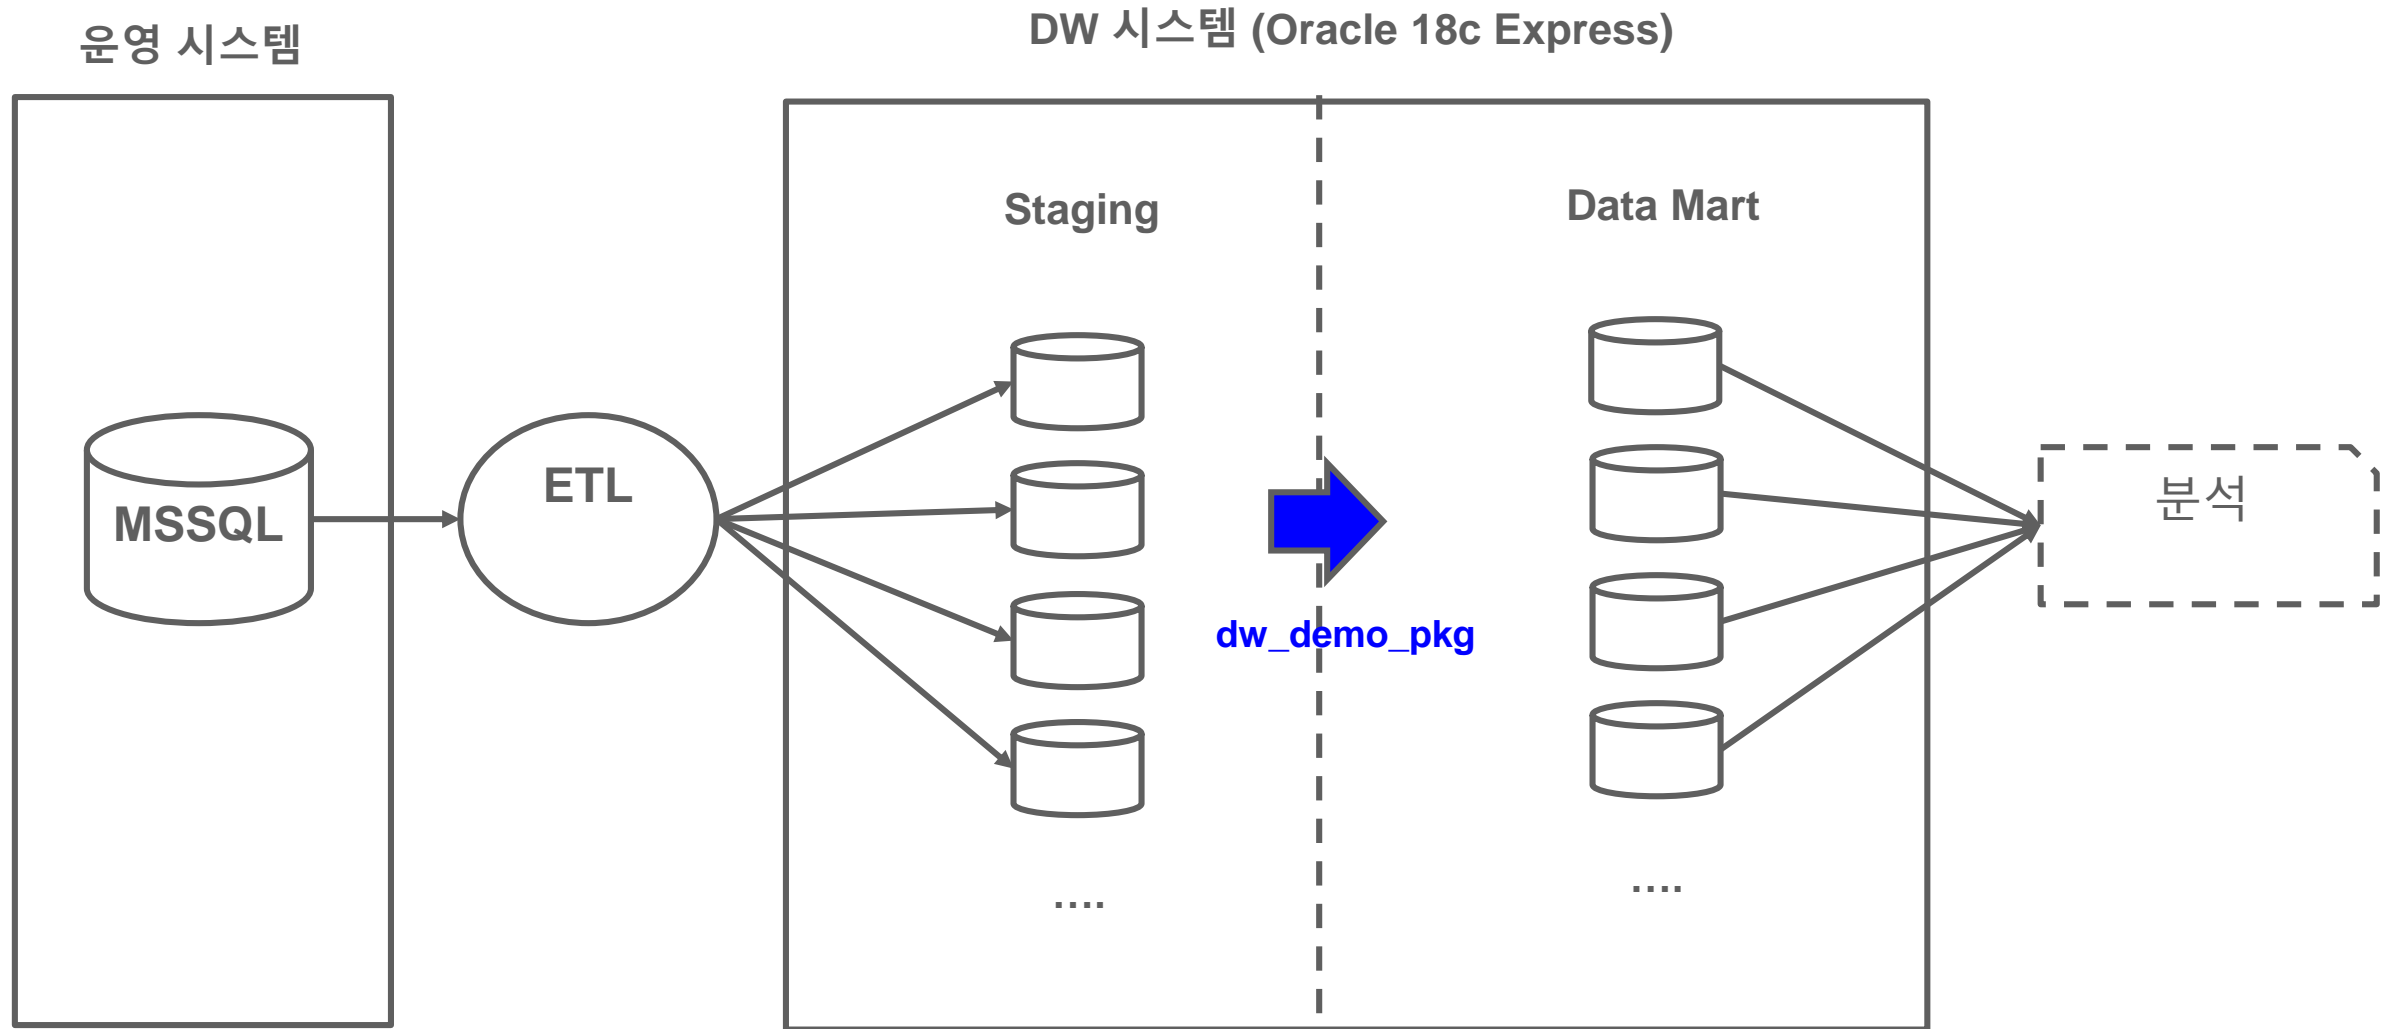 운영 시스템
DW 시스템 (Oracle 18c Express)
Staging
Data Mart
MSSQL
ETL
dw_demo_pkg
분석
....
....